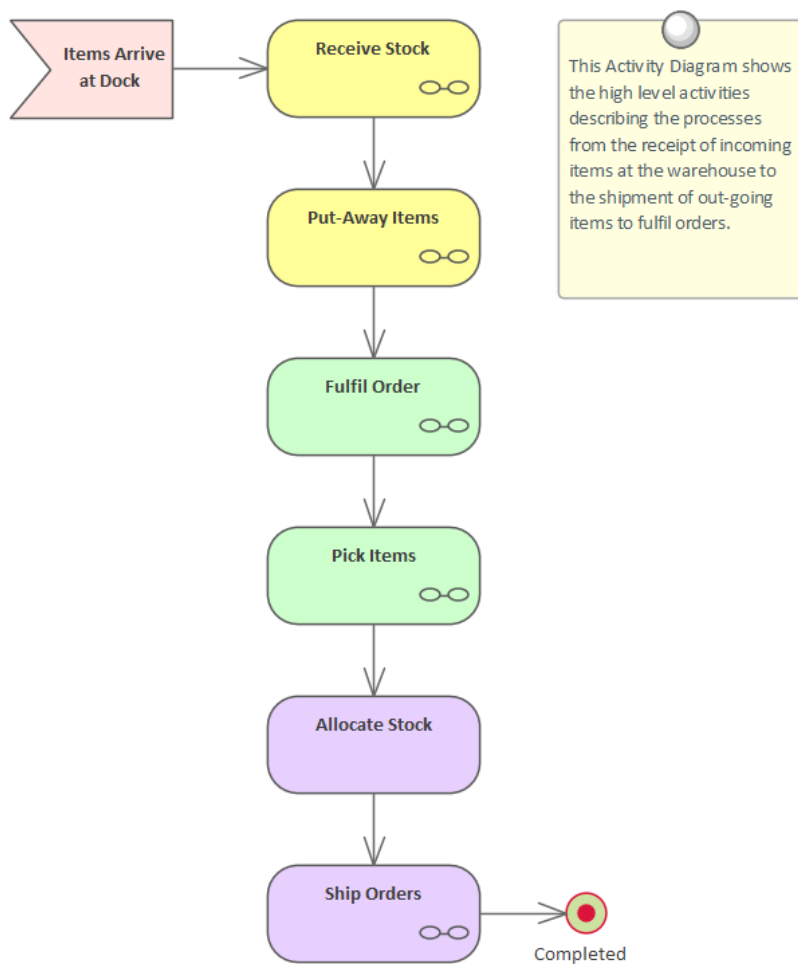 Items Arrive
at Dock
Receive Stock
This Activity Diagram shows
the high level activities
describing the processes
from the receipt of incoming
items at the warehouse to
the shipment of out-going
items to fulfil orders.
Put-Away Items
Fulfil Order
Pick Items
Allocate Stock
Ship Orders
Completed